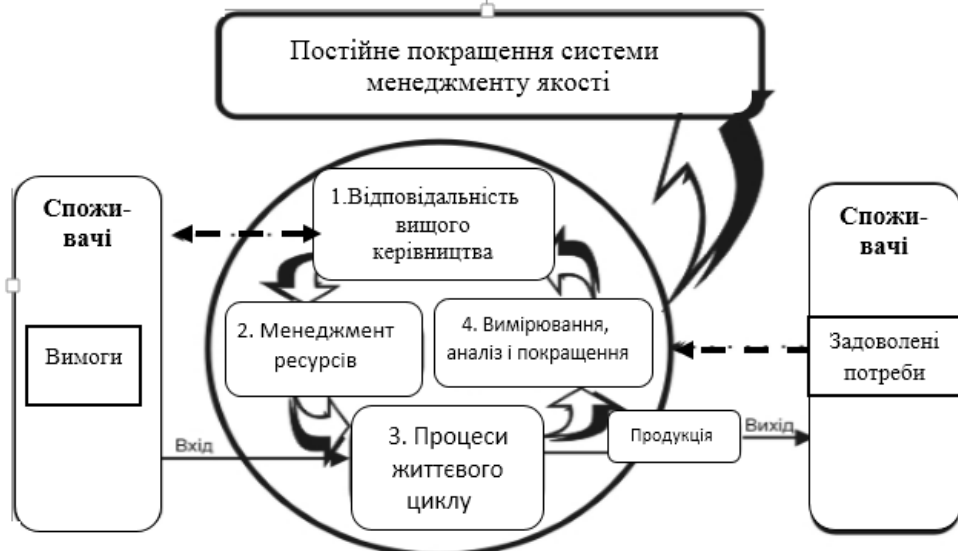 Постійне покращення системи
менеджменту якості
Спожи-
вачі
Вимоги
1.Відповідальність
вищого
керівництва
2. Менеджмент
ресурсів
4. Вимірювання,
аналіз і покращення
3. Процеси
життєвого
циклу
Вхід
Продукція
Вихід
Спожи-
вачі
Задоволені
потреби